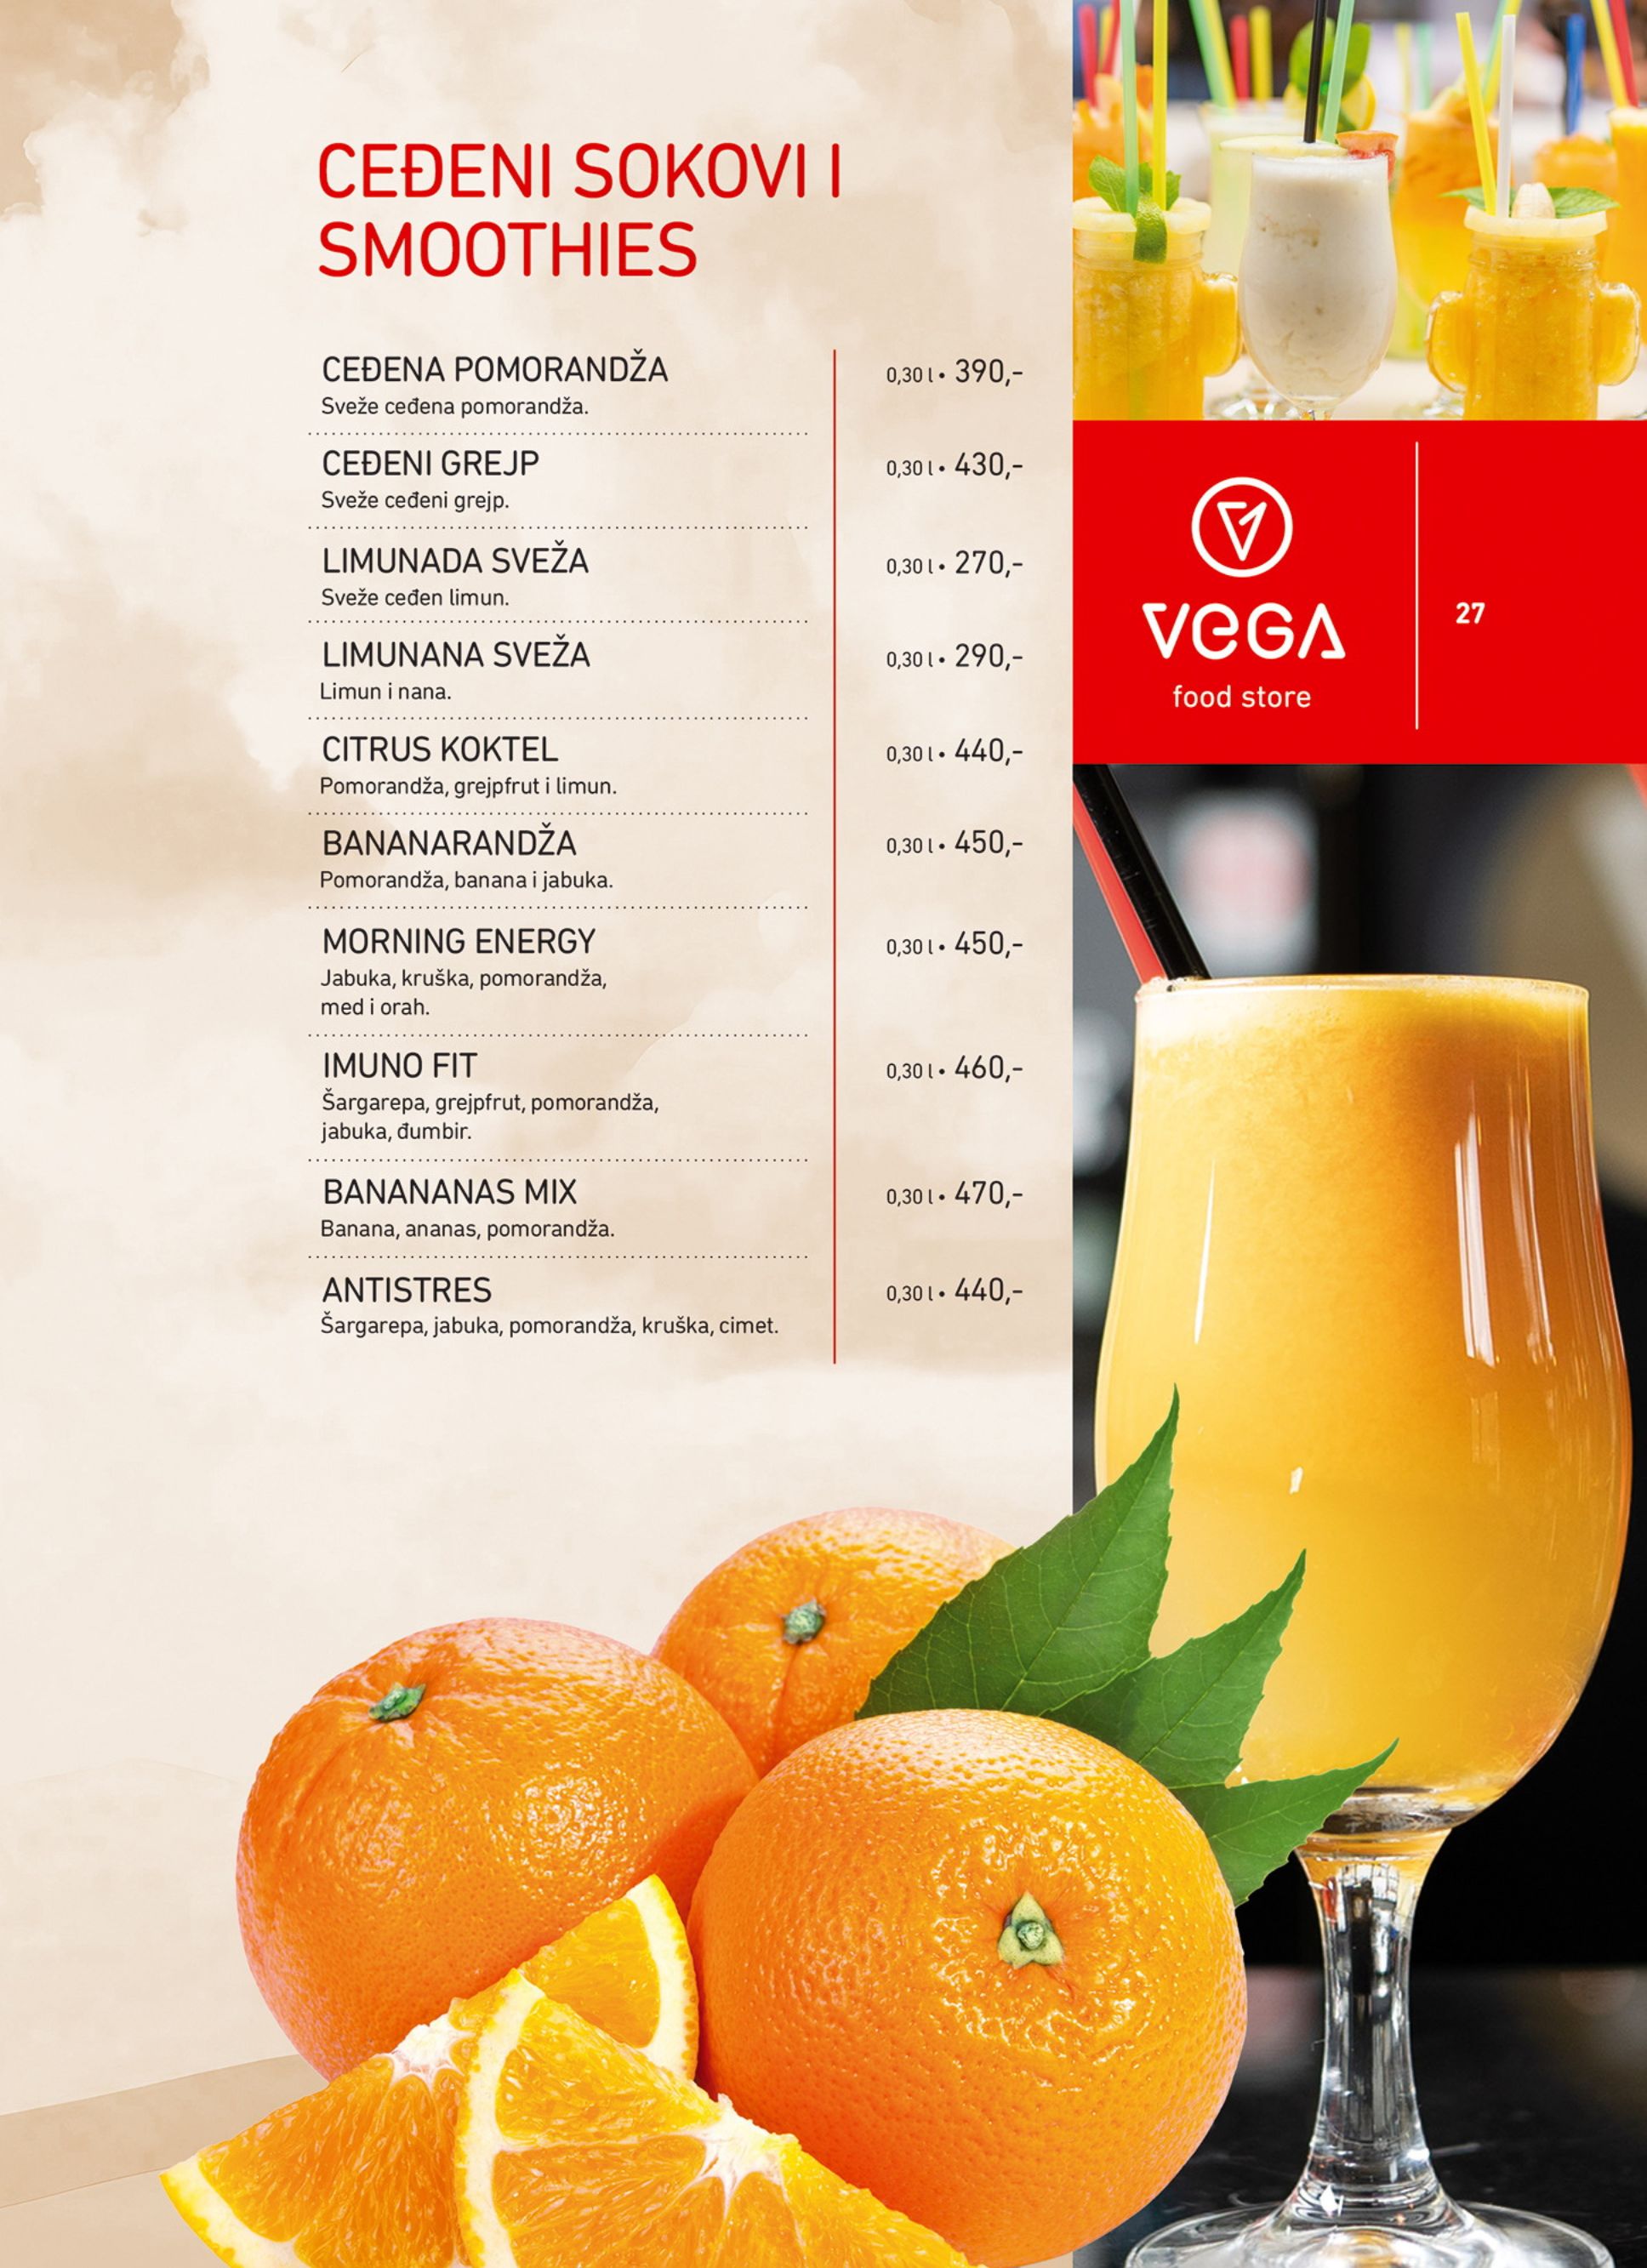 CEĐENI SOKOVI I
SMOOTHIES
CEĐENA POMORANDŽA 0,30 l • 390,-
Sveže ceđena pomorandža.
CEĐENI GREJP 0,30 l • 430,-
Sveže ceđeni grejp.
LIMUNADA SVEŽA 0,30 l • 270,-
Sveže ceđen limun.
LIMUNANA SVEŽA 0,30 l • 290,-
Limun i nana.
CITRUS KOKTEL 0,30 l • 440,-
Pomorandža, grejpfrut i limun.
BANANARANDŽA 0,30 l • 450,-
Pomorandža, banana i jabuka.
MORNING ENERGY 0,30 l • 450,-
Jabuka, kruška, pomorandža,
med i orah.
IMUNO FIT 0,30 l • 460,-
Šargarepa, grejpfrut, pomorandža,
jabuka, đumbir.
BANANANAS MIX 0,30 l • 470,-
Banana, ananas, pomorandža.
ANTISTRES 0,30 l • 440,-
Šargarepa, jabuka, pomorandža, kruška, cimet.
VEGA
food store
27